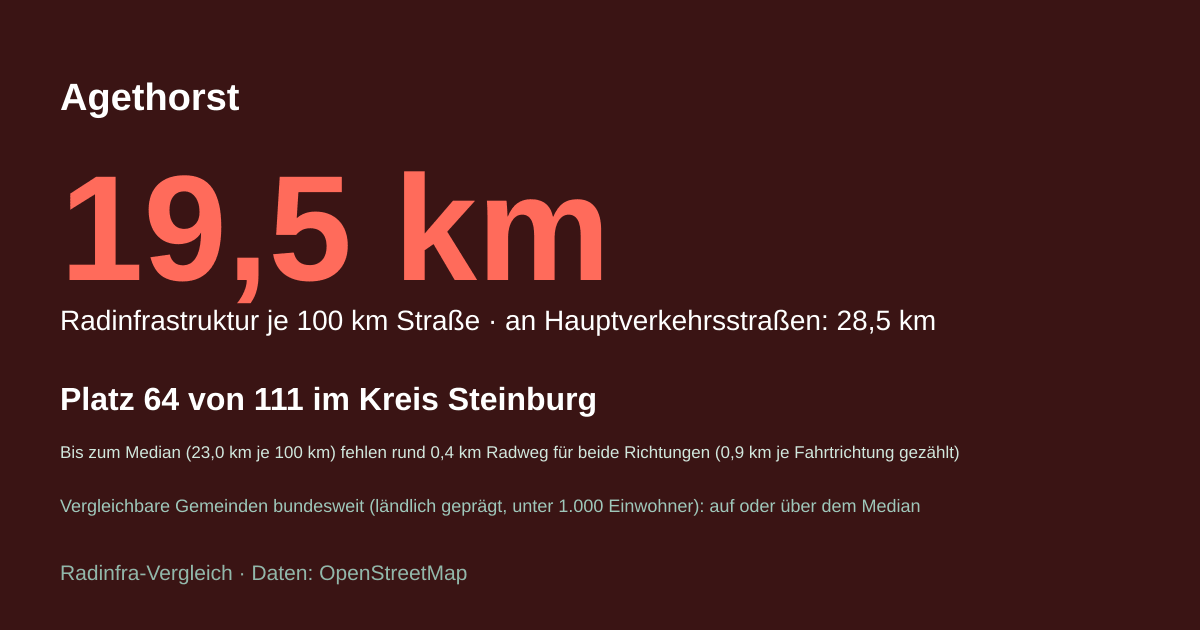 Agethorst
19,5 km
Radinfrastruktur je 100 km Straße · an Hauptverkehrsstraßen: 28,5 km
Platz 64 von 111 im Kreis Steinburg
Bis zum Median (23,0 km je 100 km) fehlen rund 0,4 km Radweg für beide Richtungen (0,9 km je Fahrtrichtung gezählt)
Vergleichbare Gemeinden bundesweit (ländlich geprägt, unter 1.000 Einwohner): auf oder über dem Median
Radinfra-Vergleich · Daten: OpenStreetMap